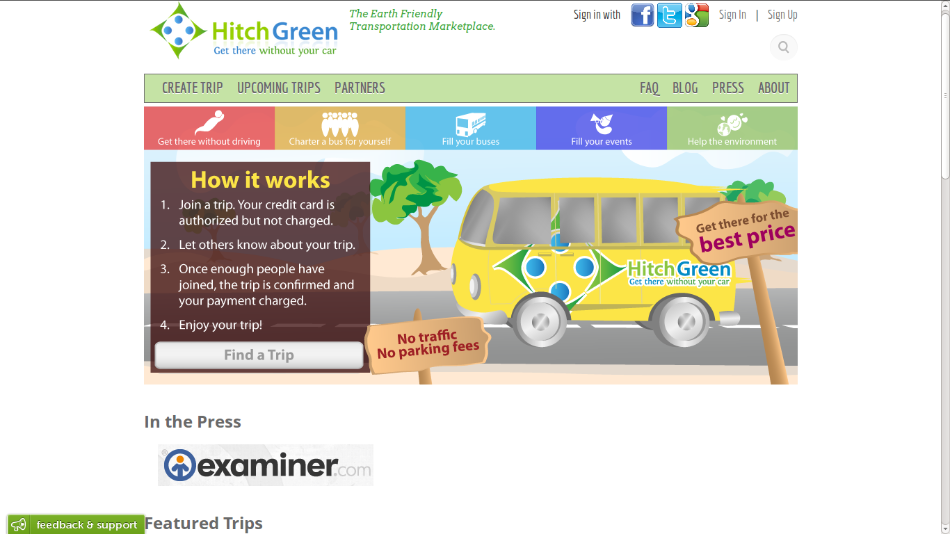 HitchGreen
Get there without your car
The Earth Friendly
Transportation Marketplace.
Sign in with
Sign In | Sign Up
CREATE TRIP UPCOMING TRIPS PARTNERS
FAQ BLOG PRESS ABOUT
Get there without driving
Charter a bus for yourself
Fill your buses
Fill your events
Help the environment
How it works
1. Join a trip. Your credit card is
authorized but not charged.
2. Let others know about your trip.
3. Once enough people have
joined, the trip is confirmed and
your payment charged.
4. Enjoy your trip!
Find a Trip
No traffic
No parking fees
HitchGreen
Get there without your car
Get there for the
best price
In the Press
examiner.com
feedback & support
Featured Trips